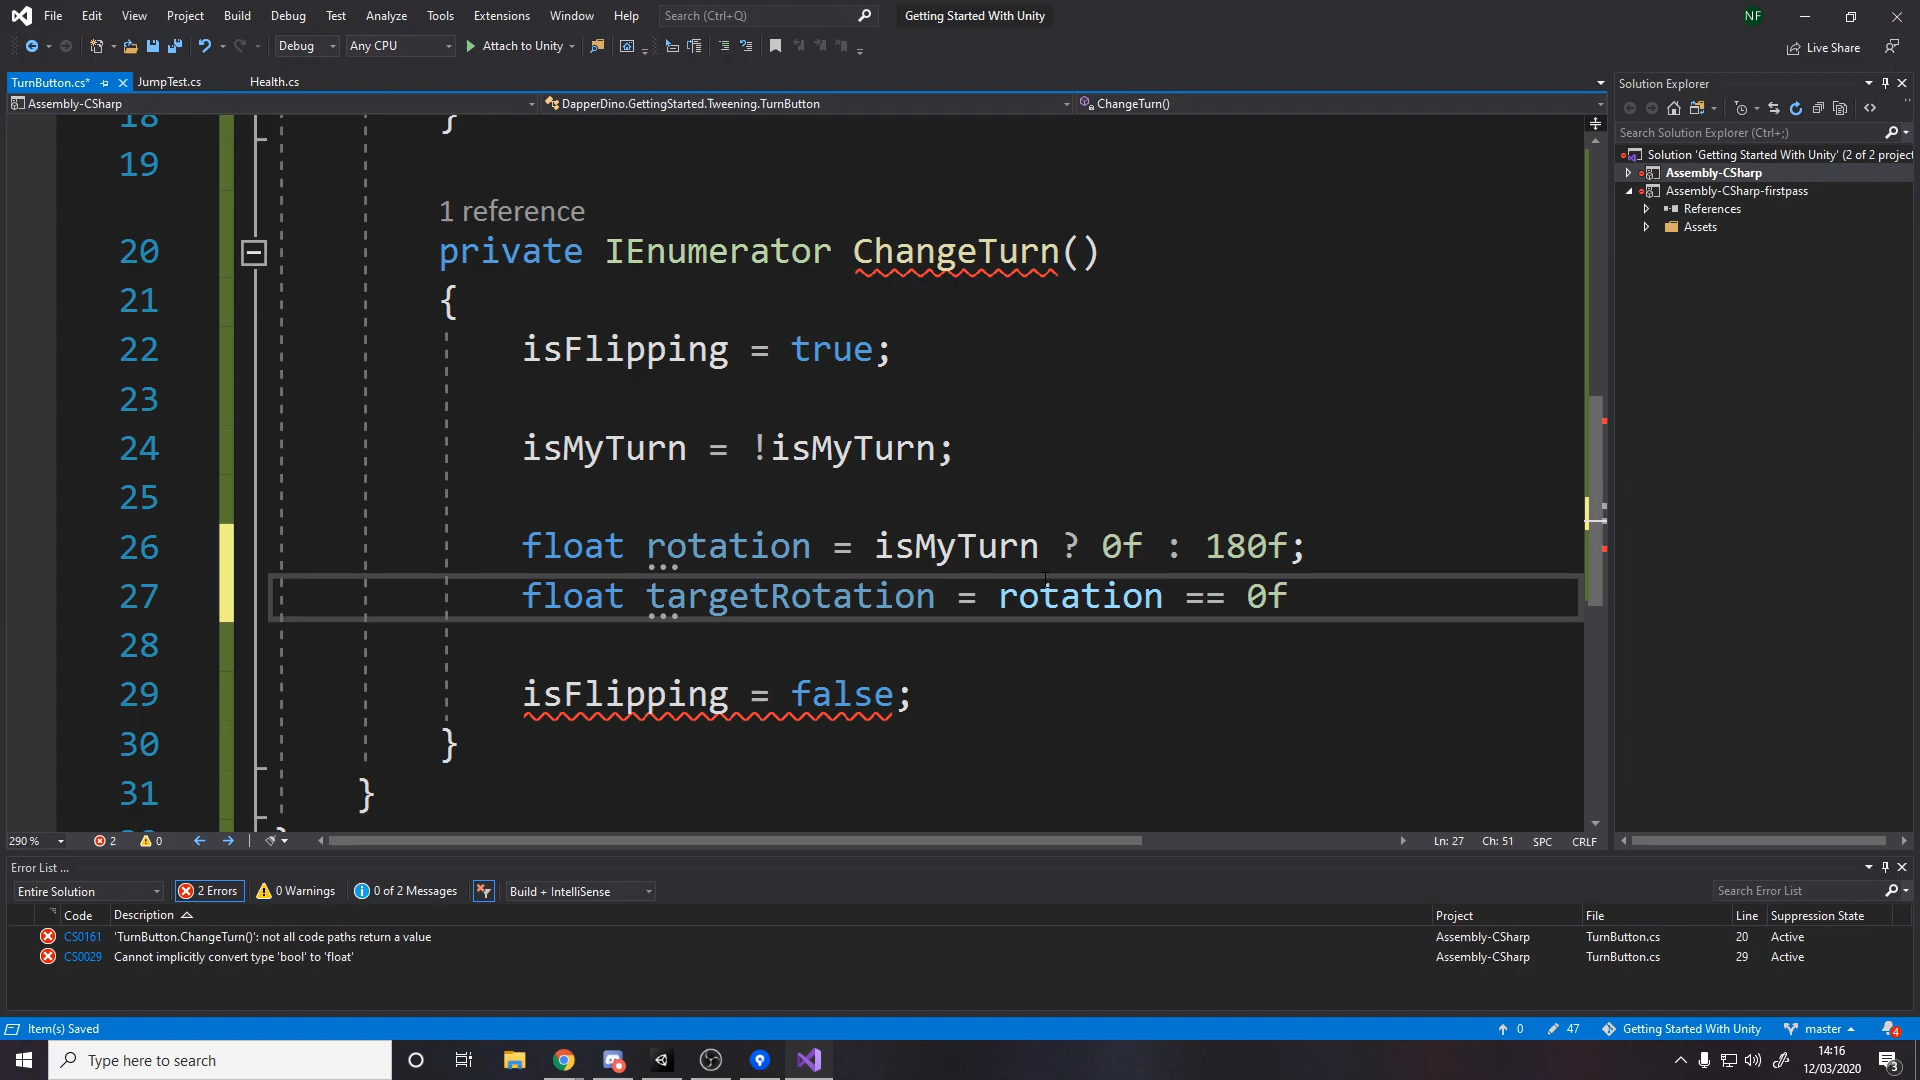 File Edit View Project Build Debug Test Analyze Tools Extensions Window Help Search (Ctrl+Q) Getting Started With Unity NF
Debug Any CPU Attach to Unity Live Share
TurnButton.cs* JumpTest.cs Health.cs
Assembly-CSharp DapperDino.GettingStarted.Tweening.TurnButton ChangeTurn()
18 }
19
1 reference
20 private IEnumerator ChangeTurn()
21 {
22 isFlipping = true;
23
24 isMyTurn = !isMyTurn;
25
26 float rotation = isMyTurn ? 0f : 180f;
27 float targetRotation = rotation == 0f
28
29 isFlipping = false;
30 }
31 }
290 % 2 0 Ln: 27 Ch: 51 SPC CRLF
Solution Explorer
Search Solution Explorer (Ctrl+;)
Solution 'Getting Started With Unity' (2 of 2 project
Assembly-CSharp
Assembly-CSharp-firstpass
References
Assets
Error List ...
Entire Solution 2 Errors 0 Warnings 0 of 2 Messages Build + IntelliSense Search Error List
Code Description Project File Line Suppression State
CS0161 'TurnButton.ChangeTurn()': not all code paths return a value Assembly-CSharp TurnButton.cs 20 Active
CS0029 Cannot implicitly convert type 'bool' to 'float' Assembly-CSharp TurnButton.cs 29 Active
Item(s) Saved 0 47 Getting Started With Unity master 4
Type here to search 14:16
12/03/2020 3